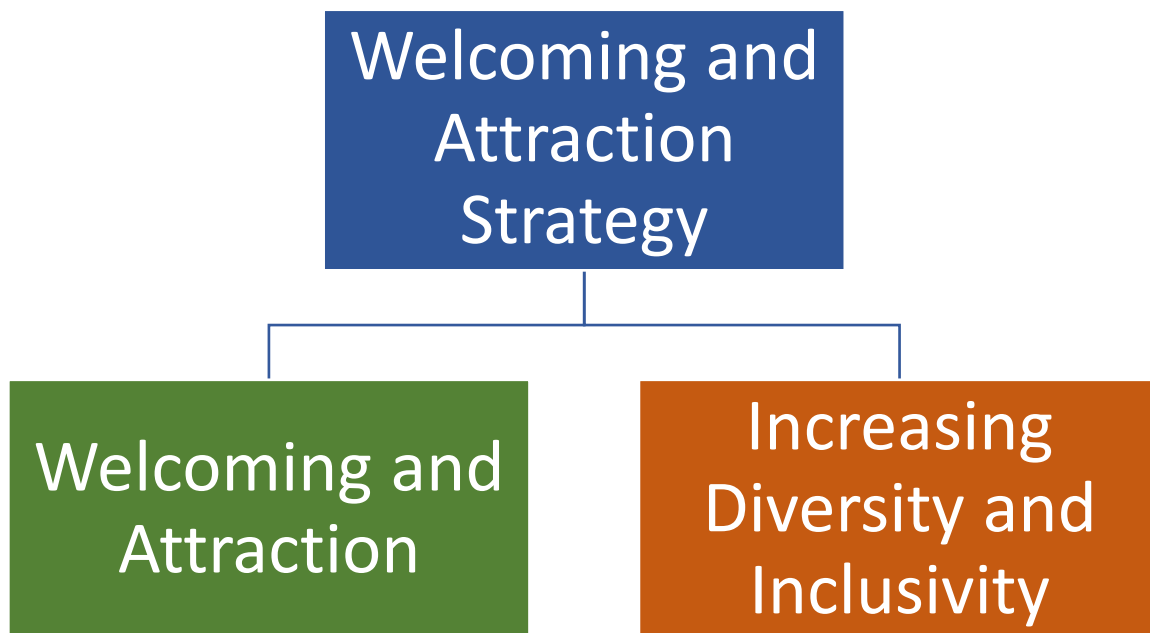 Welcoming and
Attraction
Strategy
Welcoming and
Attraction
Increasing
Diversity and
Inclusivity